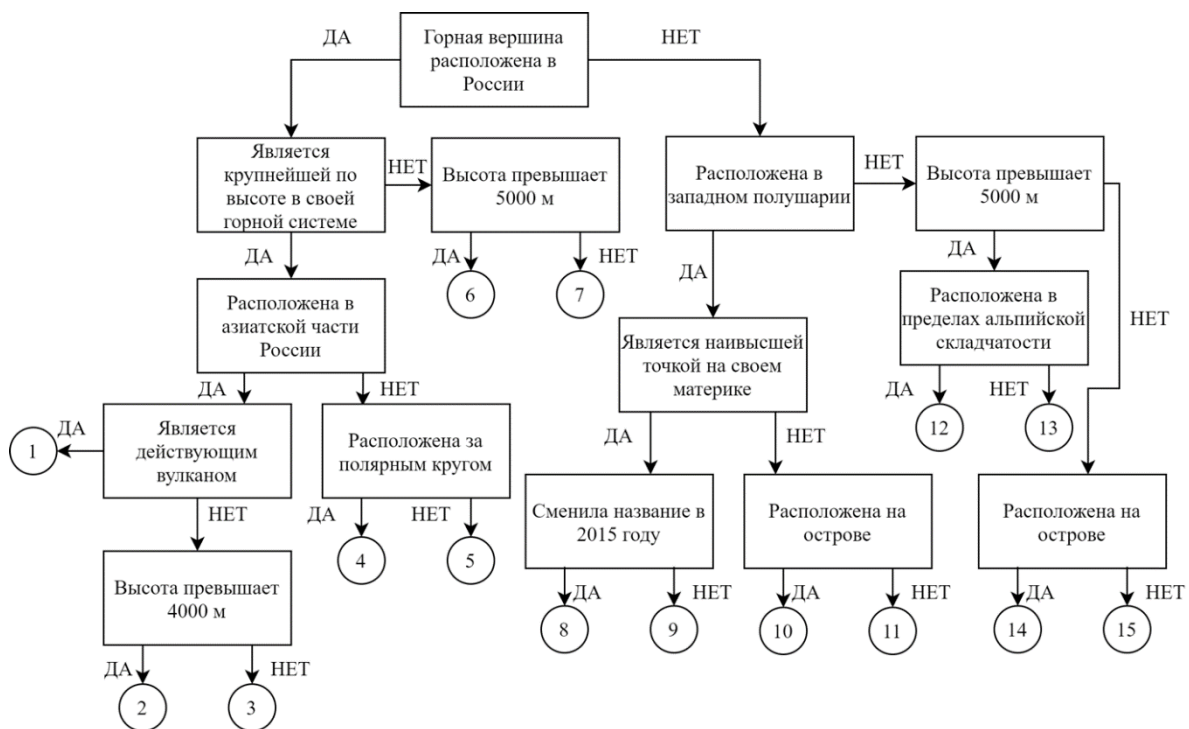 ДА
Горная вершина
расположена в
России
НЕТ
Является
крупнейшей по
высоте в своей
горной системе
НЕТ
Высота превышает
5000 м
Расположена в
западном полушарии
НЕТ
Высота превышает
5000 м
ДА
ДА
НЕТ
6
7
ДА
ДА
Расположена в
азиатской части
России
Расположена в
пределах альпийской
складчатости
НЕТ
Является наивысшей
точкой на своем
материке
ДА
НЕТ
ДА
НЕТ
12
13
ДА
1
Является
действующим
вулканом
Расположена за
полярным кругом
ДА
НЕТ
НЕТ
ДА
НЕТ
4
5
Сменила название в
2015 году
Расположена на
острове
Расположена на
острове
Высота превышает
4000 м
ДА
НЕТ
ДА
НЕТ
ДА
НЕТ
8
9
10
11
14
15
ДА
НЕТ
2
3